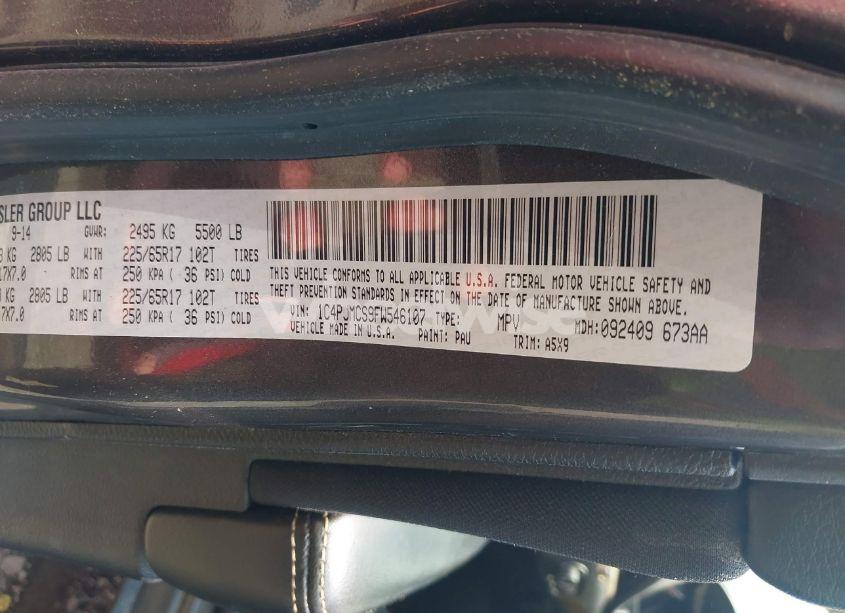 SLER GROUP LLC
9-14 GVWR: 2495 KG 5500 LB
KG 2805 LB WITH 225/65R17 102T TIRES
17X7.0 RIMS AT 250 KPA ( 36 PSI) COLD
KG 2805 LB WITH 225/65R17 102T TIRES
7X7.0 RIMS AT 250 KPA ( 36 PSI) COLD
THIS VEHICLE CONFORMS TO ALL APPLICABLE U.S.A. FEDERAL MOTOR VEHICLE SAFETY AND
THEFT PREVENTION STANDARDS IN EFFECT ON THE DATE OF MANUFACTURE SHOWN ABOVE.
VIN: 1C4PJMCS9FW546107 TYPE: MPV MDH:092409 673AA
VEHICLE MADE IN U.S.A. PAINT: PAU TRIM: A5X9